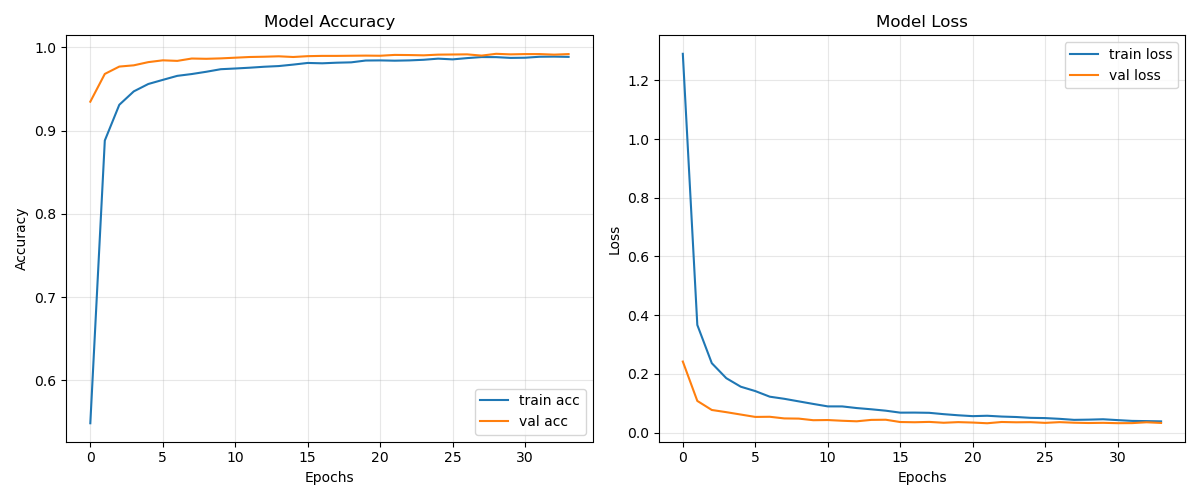 Model Accuracy
1.0
0.9
0.8
0.7
0.6
Accuracy
0 5 10 15 20 25 30
Epochs
train acc
val acc
Model Loss
1.2
1.0
0.8
0.6
0.4
0.2
0.0
Loss
0 5 10 15 20 25 30
Epochs
train loss
val loss